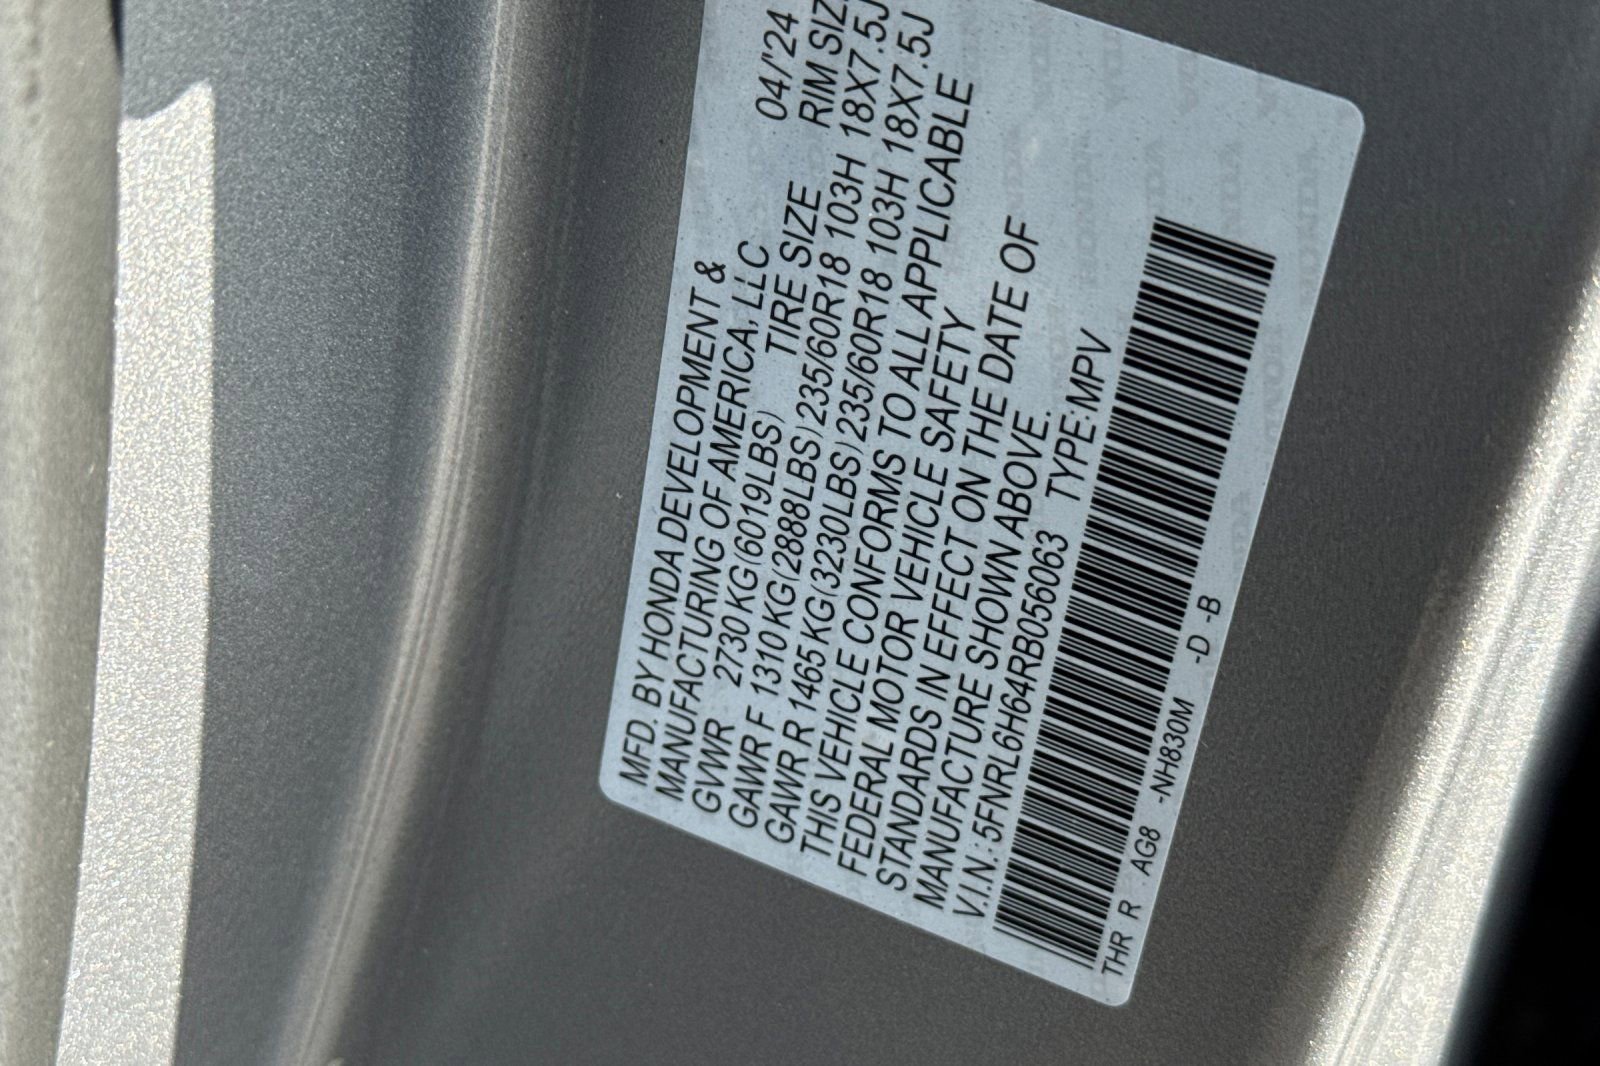 MFD. BY HONDA DEVELOPMENT & 04/'24
MANUFACTURING OF AMERICA, LLC
GVWR 2730 KG (6019LBS) TIRE SIZE RIM SIZ
GAWR F 1310 KG (2888LBS) 235/60R18 103H 18X7.5J
GAWR R 1465 KG (3230LBS) 235/60R18 103H 18X7.5J
THIS VEHICLE CONFORMS TO ALL APPLICABLE
FEDERAL MOTOR VEHICLE SAFETY
STANDARDS IN EFFECT ON THE DATE OF
MANUFACTURE SHOWN ABOVE.
V.I.N.: 5FNRL6H64RB056063 TYPE: MPV
THR R AG8 -NH830M -D -B